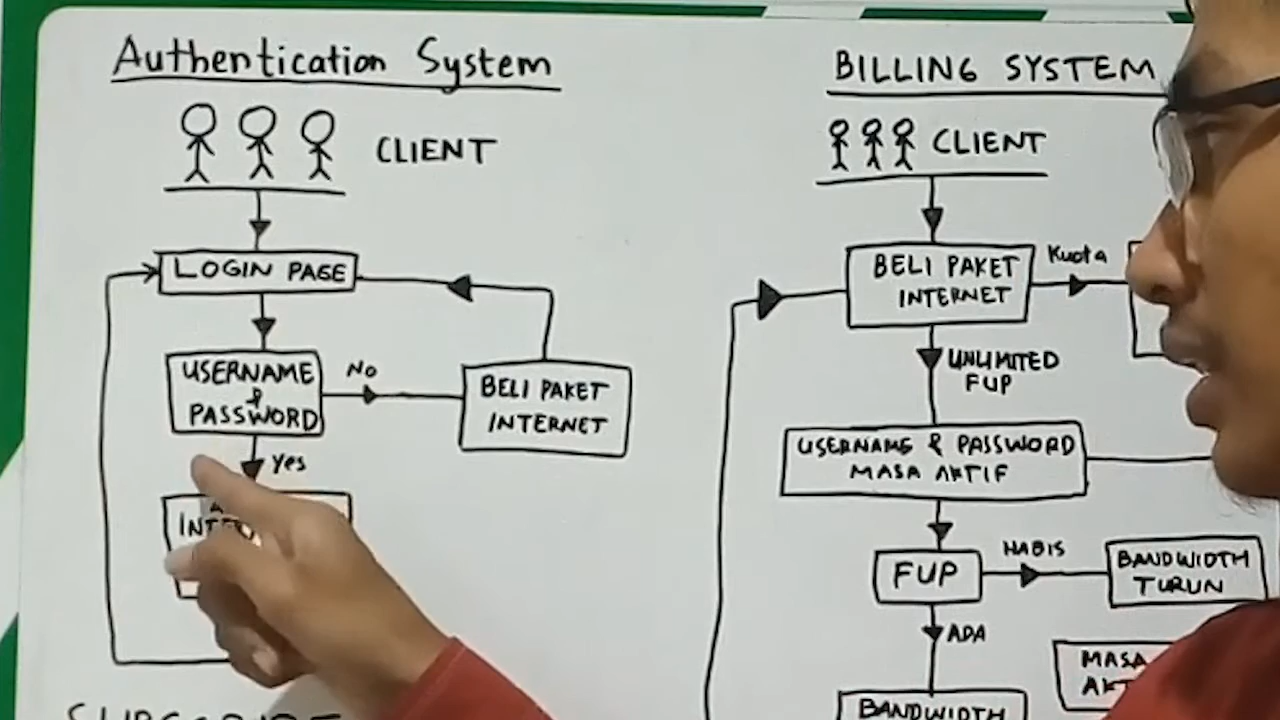 Authentication System
CLIENT
LOGIN PAGE
USERNAME
&
PASSWORD
No
BELI PAKET
INTERNET
Yes
BILLING SYSTEM
CLIENT
BELI PAKET
INTERNET
Kuota
UNLIMITED
FUP
USERNAME & PASSWORD
MASA AKTIF
FUP
HABIS
BANDWIDTH
TURUN
ADA
MASA
BANDWIDTH